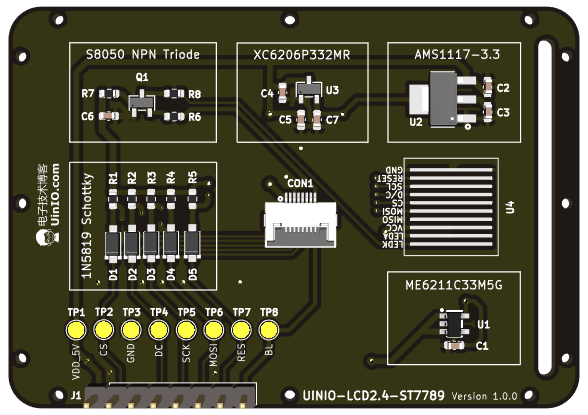 S8050 NPN Triode
XC6206P332MR
AMS1117-3.3
Q1
R7
R8
C6
R6
C4
U3
C5
C7
C2
U2
C3
电子技术博客
UinIO.com
1N5819 Schottky
R1
R2
R3
R4
R5
D1
D2
D3
D4
D5
CON1
GND
RESET
SCL
D/C
CS
MOSI
MISO
VCC
LEDA
LEDK
U4
ME6211C33M5G
U1
C1
TP1
TP2
TP3
TP4
TP5
TP6
TP7
TP8
VDD_5V
CS
GND
DC
SCK
MOSI
RES
BL
J1
UINIO-LCD2.4-ST7789 Version 1.0.0